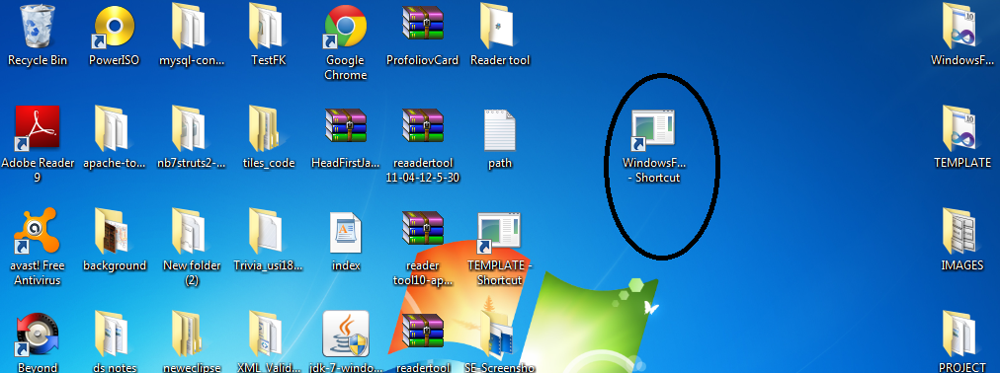 Recycle Bin
PowerISO
mysql-con...
TestFK
Google
Chrome
ProfoliovCard
Reader tool
WindowsF...
Adobe Reader
9
apache-to...
nb7struts2-...
tiles_code
HeadFirstJa...
reaadertool
11-04-12-5-30
path
WindowsF...
- Shortcut
TEMPLATE
avast! Free
Antivirus
background
New folder
(2)
Trivia_usi18...
index
reader
tool10-ap...
TEMPLATE -
Shortcut
IMAGES
Beyond
ds notes
neweclipse
XML_Valid...
jdk-7-windo...
readertool
SE-Screensho
PROJECT